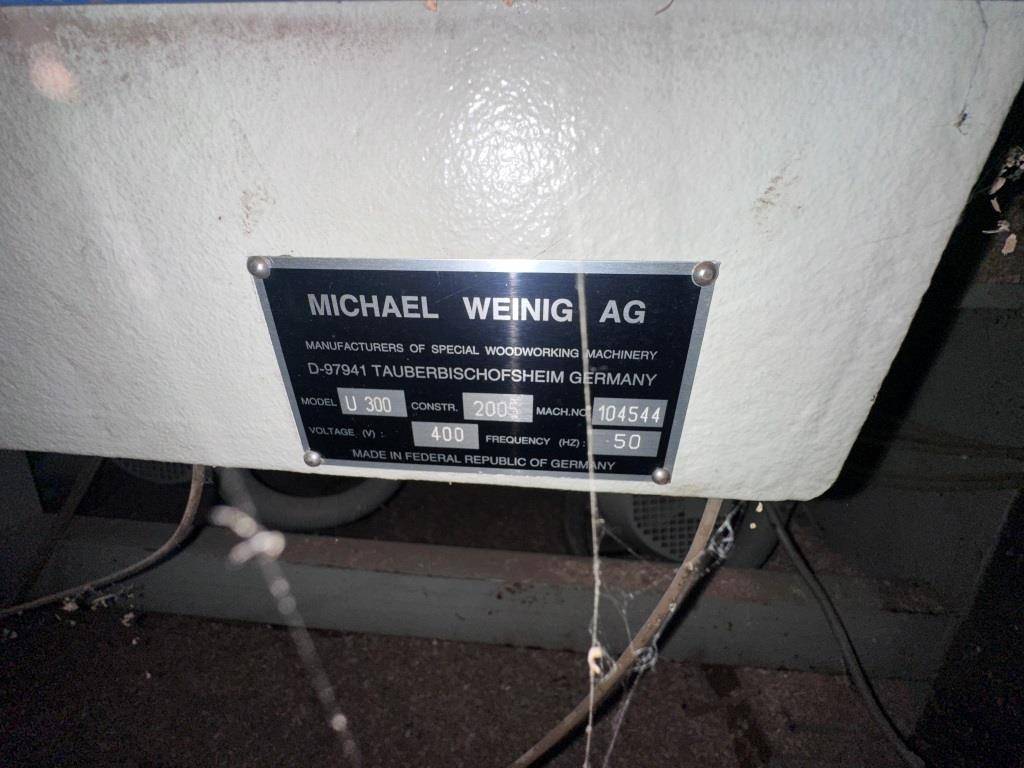 MICHAEL WEINIG AG
MANUFACTURERS OF SPECIAL WOODWORKING MACHINERY
D-97941 TAUBERBISCHOFSHEIM GERMANY
MODEL U 300 CONSTR. 2005 MACH.NO. 104544
VOLTAGE (V) : 400 FREQUENCY (HZ) : 50
MADE IN FEDERAL REPUBLIC OF GERMANY